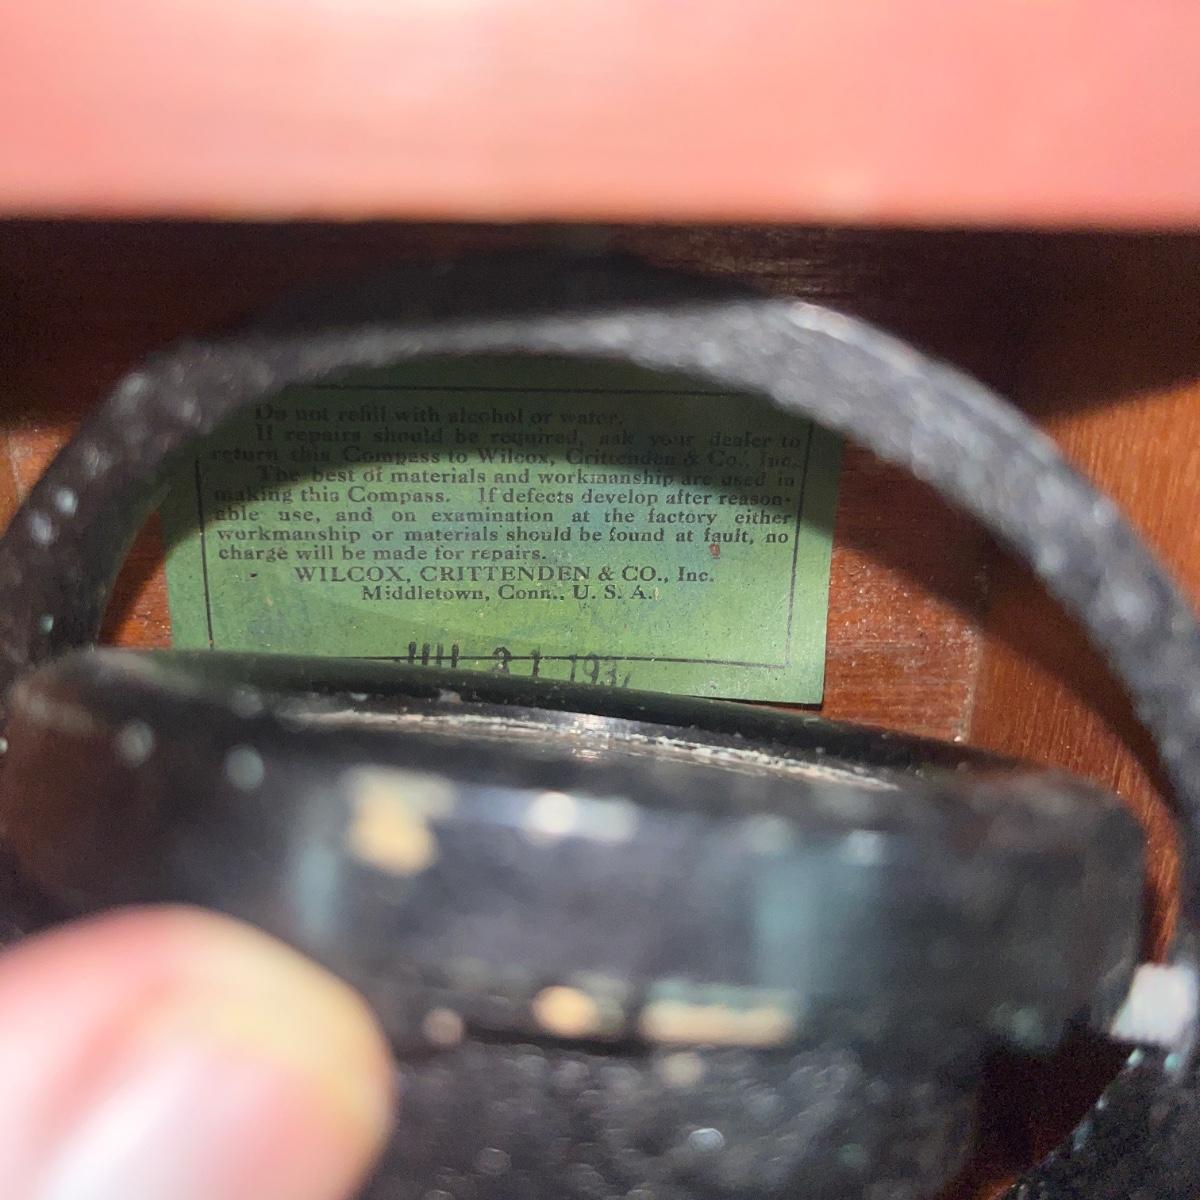 Do not refill with alcohol or water.
If repairs should be required, ask your dealer to
return this Compass to Wilcox, Crittenden & Co., Inc.
The best of materials and workmanship are used in
making this Compass. If defects develop after reason-
able use, and on examination at the factory either
workmanship or materials should be found at fault, no
charge will be made for repairs.
WILCOX, CRITTENDEN & CO., Inc.
Middletown, Conn., U. S. A.
JUL 31